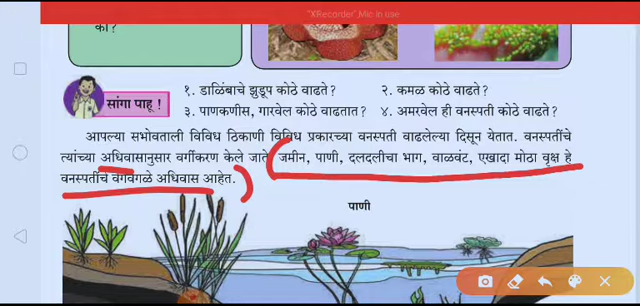 "XRecorder",Mic in use
का?
सांगा पाहू !
१. डाळिंबाचे झुडूप कोठे वाढते ?
२. कमळ कोठे वाढते ?
३. पाणकणीस, गारवेल कोठे वाढतात ?
४. अमरवेल ही वनस्पती कोठे वाढते ?
आपल्या सभोवताली विविध ठिकाणी विविध प्रकारच्या वनस्पती वाढलेल्या दिसून येतात. वनस्पतींचे
त्यांच्या अधिवासानुसार वर्गीकरण केले जाते. जमीन, पाणी, दलदलीचा भाग, वाळवंट, एखादा मोठा वृक्ष हे
वनस्पतींचे वेगवेगळे अधिवास आहेत.
पाणी